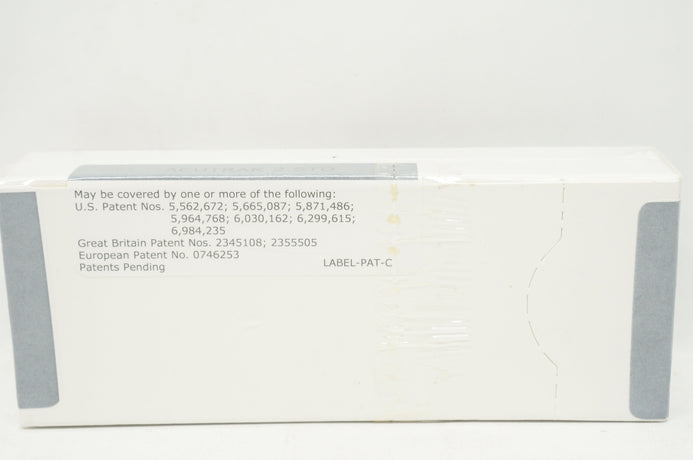 May be covered by one or more of the following:
U.S. Patent Nos. 5,562,672; 5,665,087; 5,871,486;
5,964,768; 6,030,162; 6,299,615;
6,984,235
Great Britain Patent Nos. 2345108; 2355505
European Patent No. 0746253
Patents Pending LABEL-PAT-C